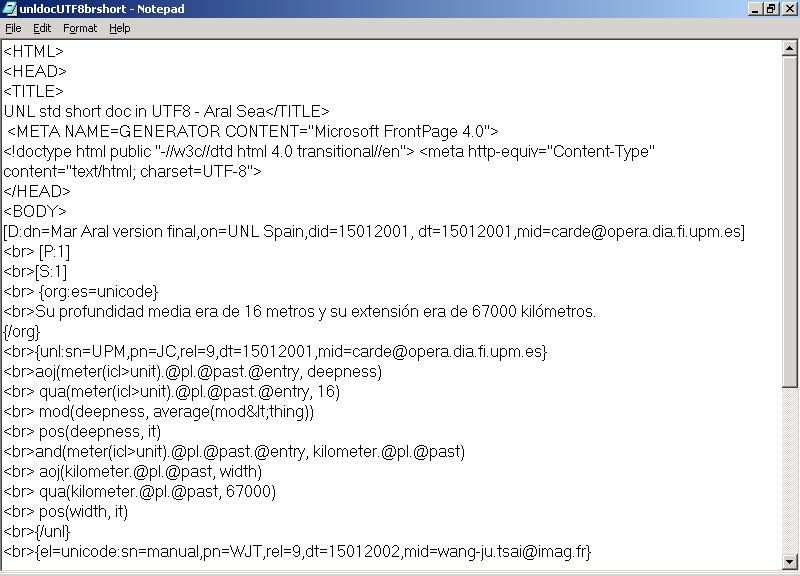 unldocUTF8brshort - Notepad
File Edit Format Help
<HTML>
<HEAD>
<TITLE>
UNL std short doc in UTF8 - Aral Sea</TITLE>
<META NAME=GENERATOR CONTENT="Microsoft FrontPage 4.0">
<!doctype html public "-//w3c//dtd html 4.0 transitional//en"> <meta http-equiv="Content-Type"
content="text/html; charset=UTF-8">
</HEAD>
<BODY>
[D:dn=Mar Aral version final,on=UNL Spain,did=15012001, dt=15012001,mid=carde@opera.dia.fi.upm.es]
<br> [P:1]
<br>[S:1]
<br> {org:es=unicode}
<br>Su profundidad media era de 16 metros y su extensión era de 67000 kilómetros.
{/org}
<br>{unl:sn=UPM,pn=JC,rel=9,dt=15012001,mid=carde@opera.dia.fi.upm.es}
<br>aoj(meter(icl>unit).@pl.@past.@entry, deepness)
<br> qua(meter(icl>unit).@pl.@past.@entry, 16)
<br> mod(deepness, average(mod&lt;thing))
<br> pos(deepness, it)
<br>and(meter(icl>unit).@pl.@past.@entry, kilometer.@pl.@past)
<br> aoj(kilometer.@pl.@past, width)
<br> qua(kilometer.@pl.@past, 67000)
<br> pos(width, it)
<br>{/unl}
<br>{el=unicode:sn=manual,pn=WJT,rel=9,dt=15012002,mid=wang-ju.tsai@imag.fr}